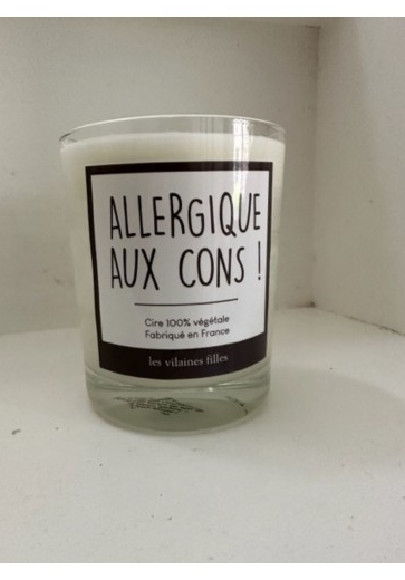 ALLERGIQUE
AUX CONS !
Cire 100% végétale
Fabriqué en France
les vilaines filles